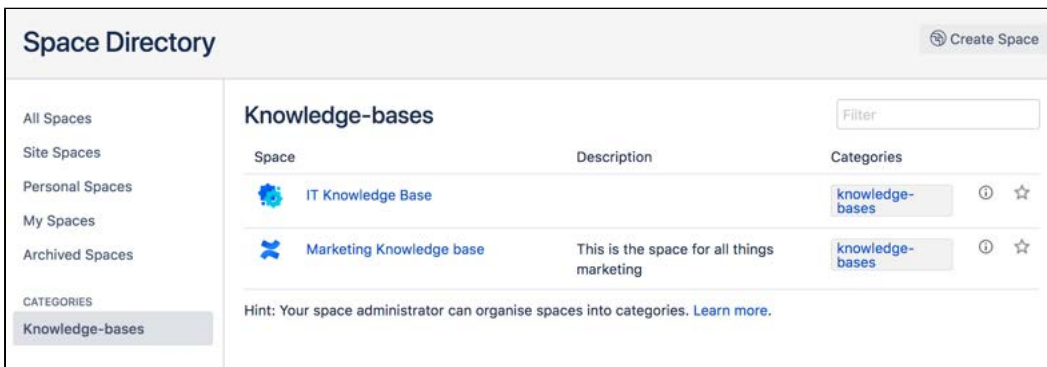 Space Directory
Create Space
All Spaces
Site Spaces
Personal Spaces
My Spaces
Archived Spaces
CATEGORIES
Knowledge-bases
Knowledge-bases
Filter
Space Description Categories
IT Knowledge Base
knowledge-
bases
Marketing Knowledge base
This is the space for all things
marketing
knowledge-
bases
Hint: Your space administrator can organise spaces into categories. Learn more.